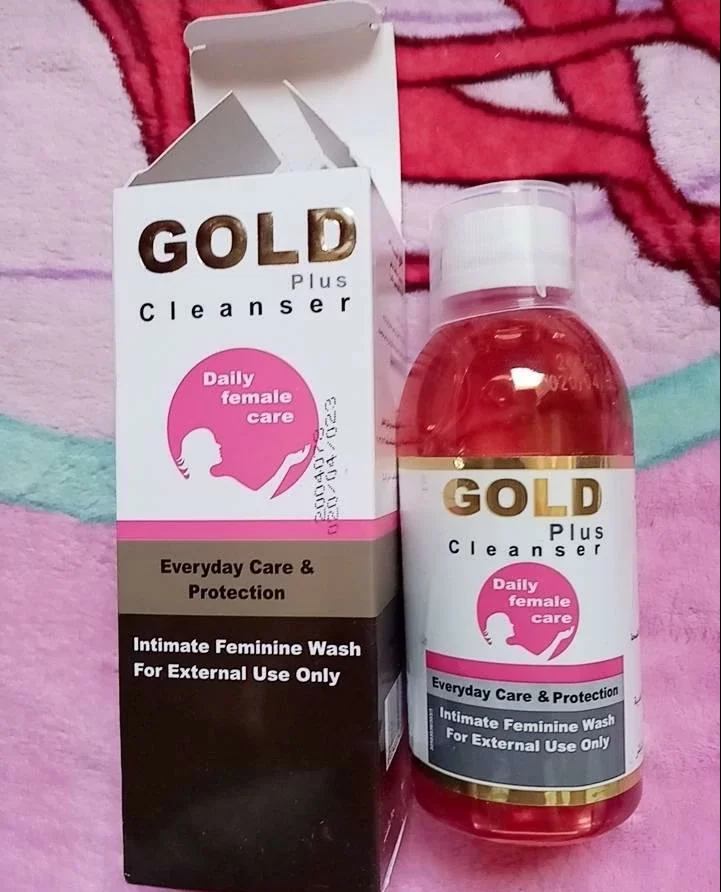 GOLD
Plus
Cleanser
Daily
female
care
Everyday Care &
Protection
Intimate Feminine Wash
For External Use Only
GOLD
Plus
Cleanser
Daily
female
care
Everyday Care & Protection
Intimate Feminine Wash
For External Use Only